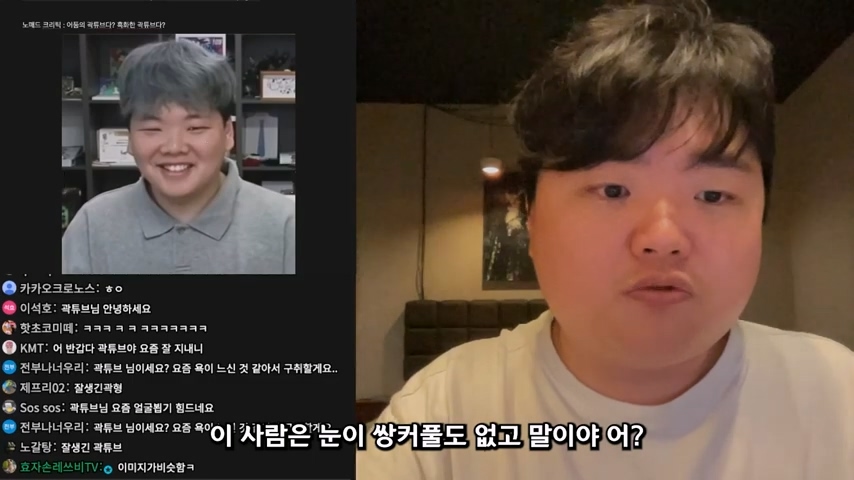 노매드 크리틱 : 어둠의 곽튜브다? 흑화한 곽튜브다?
카카오크로노스: ㅎㅇ
이석호: 곽튜브님 안녕하세요
핫초코미떼: ㅋㅋㅋ ㅋ ㅋ ㅋㅋㅋㅋㅋㅋㅋ
KMT: 어 반갑다 곽튜브야 요즘 잘 지내니
전부나너우리: 곽튜브 님이세요? 요즘 욕이 느신 것 같아서 구취할게요..
제프리02: 잘생긴곽형
Sos sos: 곽튜브님 요즘 얼굴뵙기 힘드네요
전부나너우리: 곽튜브 님이세요? 요즘 욕이
노갈탕: 잘생긴 곽튜브
효자손레쓰비TV: 이미지가비슷함ㅋ
이 사람은 눈이 쌍커풀도 없고 말이야 어?